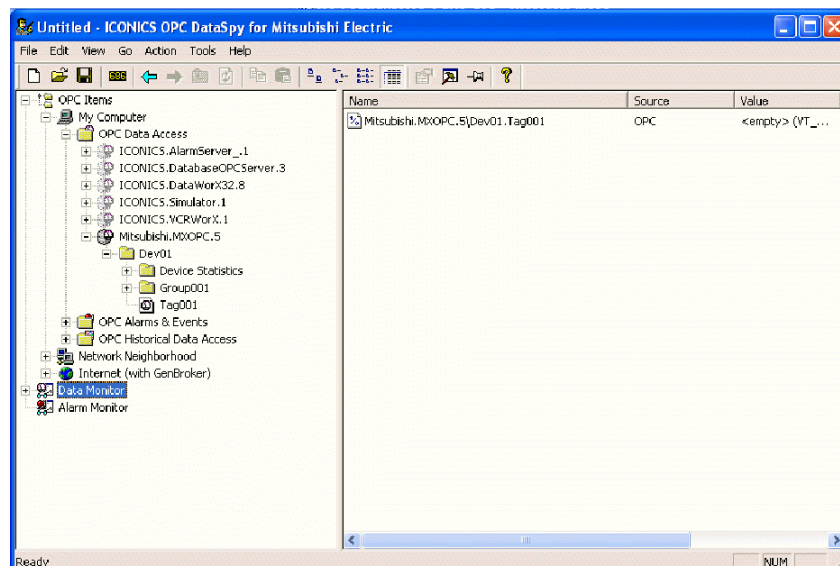 Untitled - ICONICS OPC DataSpy for Mitsubishi Electric
File Edit View Go Action Tools Help
OPC Items
My Computer
OPC Data Access
ICONICS.AlarmServer_.1
ICONICS.DatabaseOPCServer.3
ICONICS.DataWorX32.8
ICONICS.Simulator.1
ICONICS.VCRWorX.1
Mitsubishi.MXOPC.5
Dev01
Device Statistics
Group001
Tag001
OPC Alarms & Events
OPC Historical Data Access
Network Neighborhood
Internet (with GenBroker)
Data Monitor
Alarm Monitor
Name Source Value
Mitsubishi.MXOPC.5\Dev01.Tag001 OPC <empty> (VT_...
Ready NUM